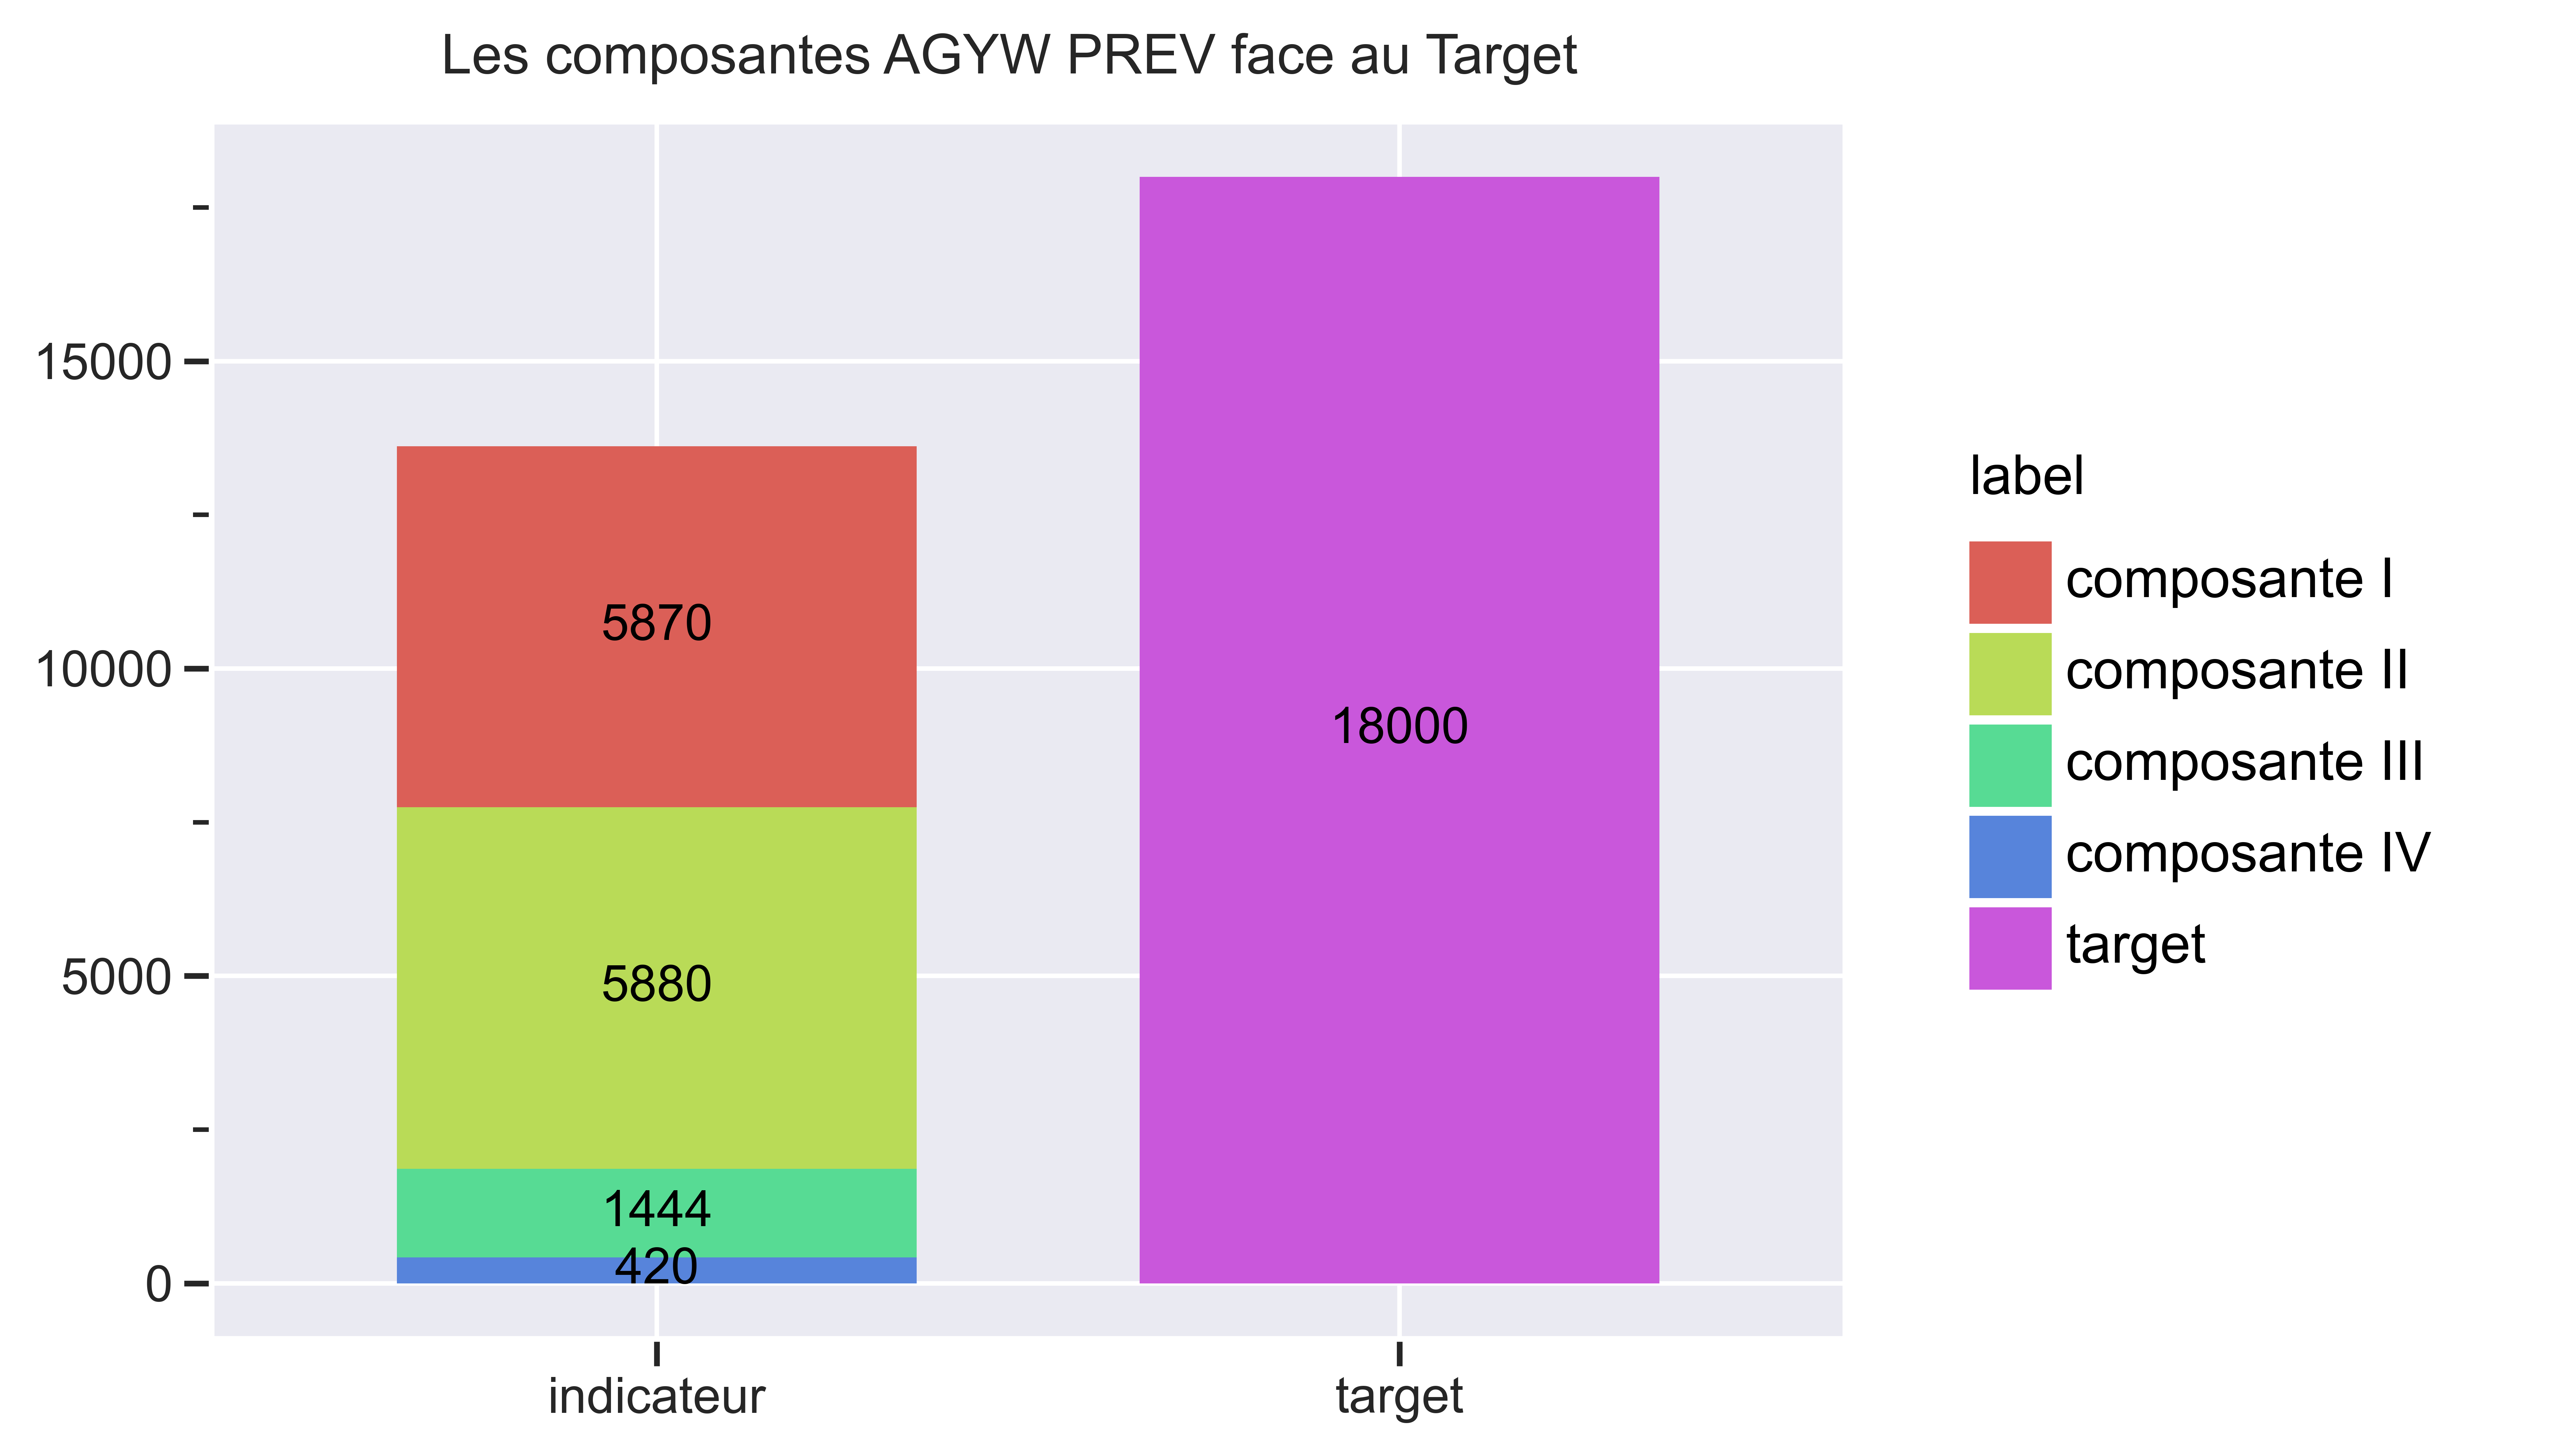 Les composantes AGYW PREV face au Target
15000
10000
5000
0
5870
5880
1444
420
18000
indicateur
target
label
composante I
composante II
composante III
composante IV
target